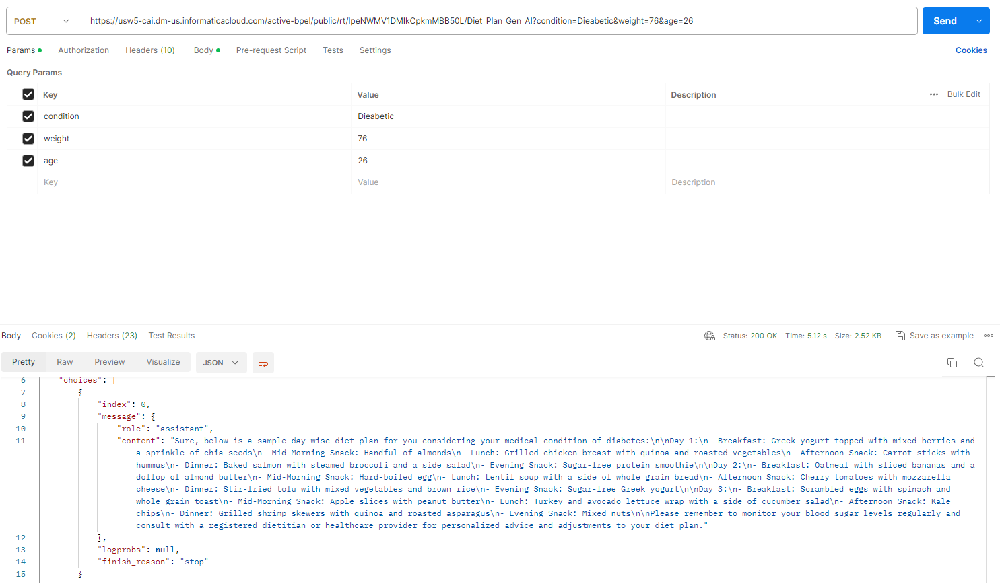 POST
https://usw5-cai.dm-us.informaticacloud.com/active-bpel/public/rt/lpeNWMV1DMIkCpkmMBB50L/Diet_Plan_Gen_AI?condition=Dieabetic&weight=76&age=26
Send
Params Authorization Headers (10) Body Pre-request Script Tests Settings Cookies
Query Params
Key Value Description Bulk Edit
condition Dieabetic
weight 76
age 26
Key Value Description
Body Cookies (2) Headers (23) Test Results Status: 200 OK Time: 5.12 s Size: 2.52 KB Save as example
Pretty Raw Preview Visualize JSON
6 "choices": [
7 {
8 "index": 0,
9 "message": {
10 "role": "assistant",
11 "content": "Sure, below is a sample day-wise diet plan for you considering your medical condition of diabetes:\n\nDay 1:\n- Breakfast: Greek yogurt topped with mixed berries and
a sprinkle of chia seeds\n- Mid-Morning Snack: Handful of almonds\n- Lunch: Grilled chicken breast with quinoa and roasted vegetables\n- Afternoon Snack: Carrot sticks with
hummus\n- Dinner: Baked salmon with steamed broccoli and a side salad\n- Evening Snack: Sugar-free protein smoothie\n\nDay 2:\n- Breakfast: Oatmeal with sliced bananas and a
dollop of almond butter\n- Mid-Morning Snack: Hard-boiled egg\n- Lunch: Lentil soup with a side of whole grain bread\n- Afternoon Snack: Cherry tomatoes with mozzarella
cheese\n- Dinner: Stir-fried tofu with mixed vegetables and brown rice\n- Evening Snack: Sugar-free Greek yogurt\n\nDay 3:\n- Breakfast: Scrambled eggs with spinach and
whole grain toast\n- Mid-Morning Snack: Apple slices with peanut butter\n- Lunch: Turkey and avocado lettuce wrap with a side of cucumber salad\n- Afternoon Snack: Kale
chips\n- Dinner: Grilled shrimp skewers with quinoa and roasted asparagus\n- Evening Snack: Mixed nuts\n\nPlease remember to monitor your blood sugar levels regularly and
consult with a registered dietitian or healthcare provider for personalized advice and adjustments to your diet plan."
12 },
13 "logprobs": null,
14 "finish_reason": "stop"
15 }